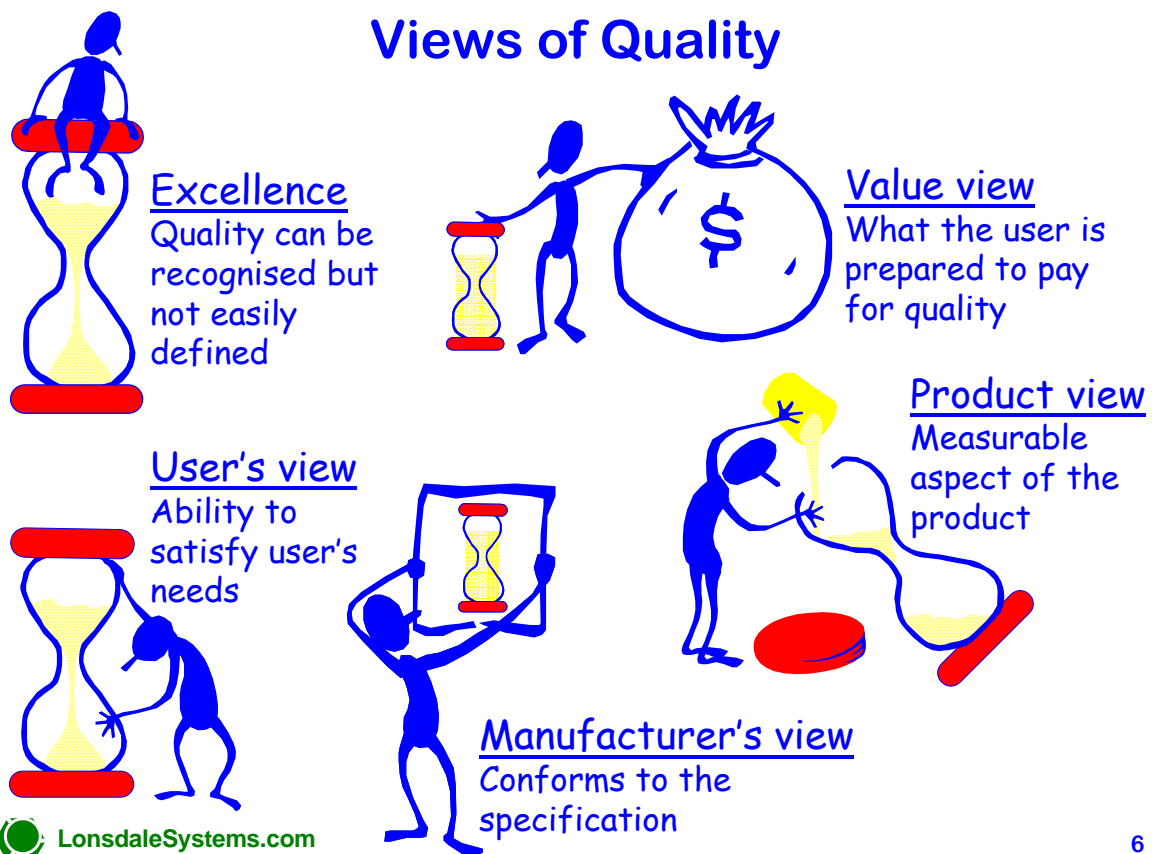 Views of Quality
Excellence
Quality can be
recognised but
not easily
defined
$
Value view
What the user is
prepared to pay
for quality
Product view
Measurable
aspect of the
product
User's view
Ability to
satisfy user's
needs
Manufacturer's view
Conforms to the
specification
LonsdaleSystems.com
6